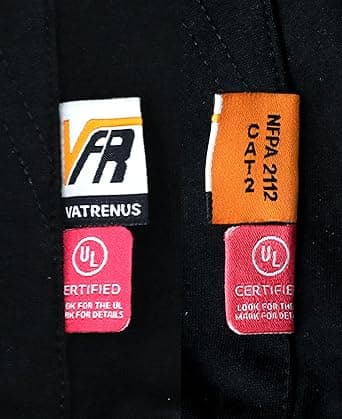 VFR
VATRENUS
UL
CERTIFIED
LOOK FOR THE UL
MARK FOR DETAILS
NFPA 2112
CAT 2
UL
CERTIFIED
LOOK FOR THE
MARK FOR DETA